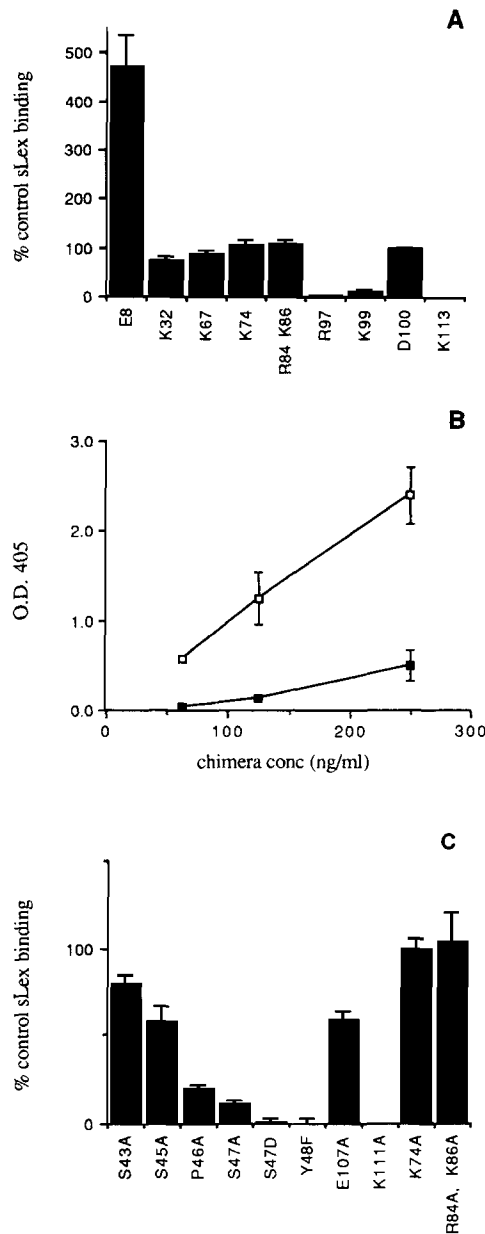 A
% control sLex binding
500
400
300
200
100
0
E8
K32
K67
K74
R84 K86
R97
K99
D100
K113
B
O.D. 405
3.0
2.0
1.0
0.0
0
100
200
300
chimera conc (ng/ml)
C
% control sLex binding
100
0
S43A
S45A
P46A
S47A
S47D
Y48F
E107A
K111A
K74A
R84A, K86A